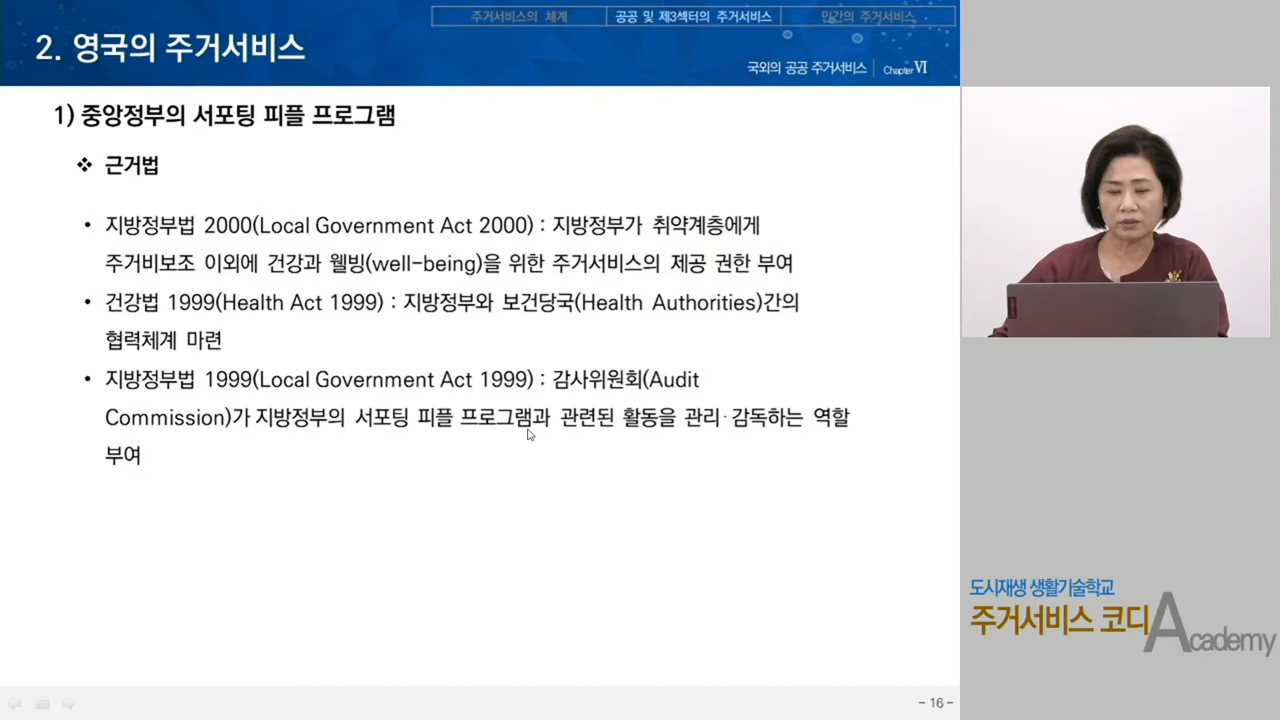 주거서비스의 체계
공공 및 제3섹터의 주거서비스
민간의 주거서비스
2. 영국의 주거서비스
국외의 공공 주거서비스 | Chapter Ⅵ
1) 중앙정부의 서포팅 피플 프로그램
❖ 근거법
• 지방정부법 2000(Local Government Act 2000) : 지방정부가 취약계층에게
주거비보조 이외에 건강과 웰빙(well-being)을 위한 주거서비스의 제공 권한 부여
• 건강법 1999(Health Act 1999) : 지방정부와 보건당국(Health Authorities)간의
협력체계 마련
• 지방정부법 1999(Local Government Act 1999) : 감사위원회(Audit
Commission)가 지방정부의 서포팅 피플 프로그램과 관련된 활동을 관리·감독하는 역할
부여
도시재생 생활기술학교
주거서비스 코디 Academy
- 16 -